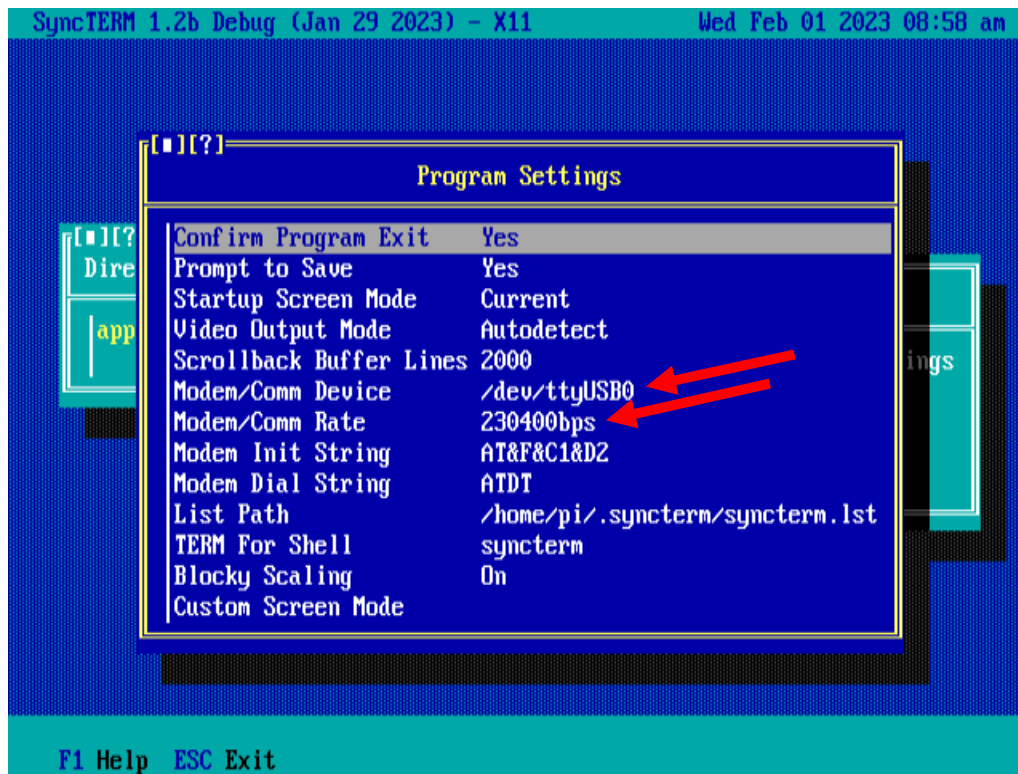 SyncTERM 1.2b Debug (Jan 29 2023) - X11 Wed Feb 01 2023 08:58 am
[■][?]
Program Settings
[■][?
Dire
app
ings
Confirm Program Exit Yes
Prompt to Save Yes
Startup Screen Mode Current
Video Output Mode Autodetect
Scrollback Buffer Lines 2000
Modem/Comm Device /dev/ttyUSB0
Modem/Comm Rate 230400bps
Modem Init String AT&F&C1&D2
Modem Dial String ATDT
List Path /home/pi/.syncterm/syncterm.lst
TERM For Shell syncterm
Blocky Scaling On
Custom Screen Mode
F1 Help ESC Exit